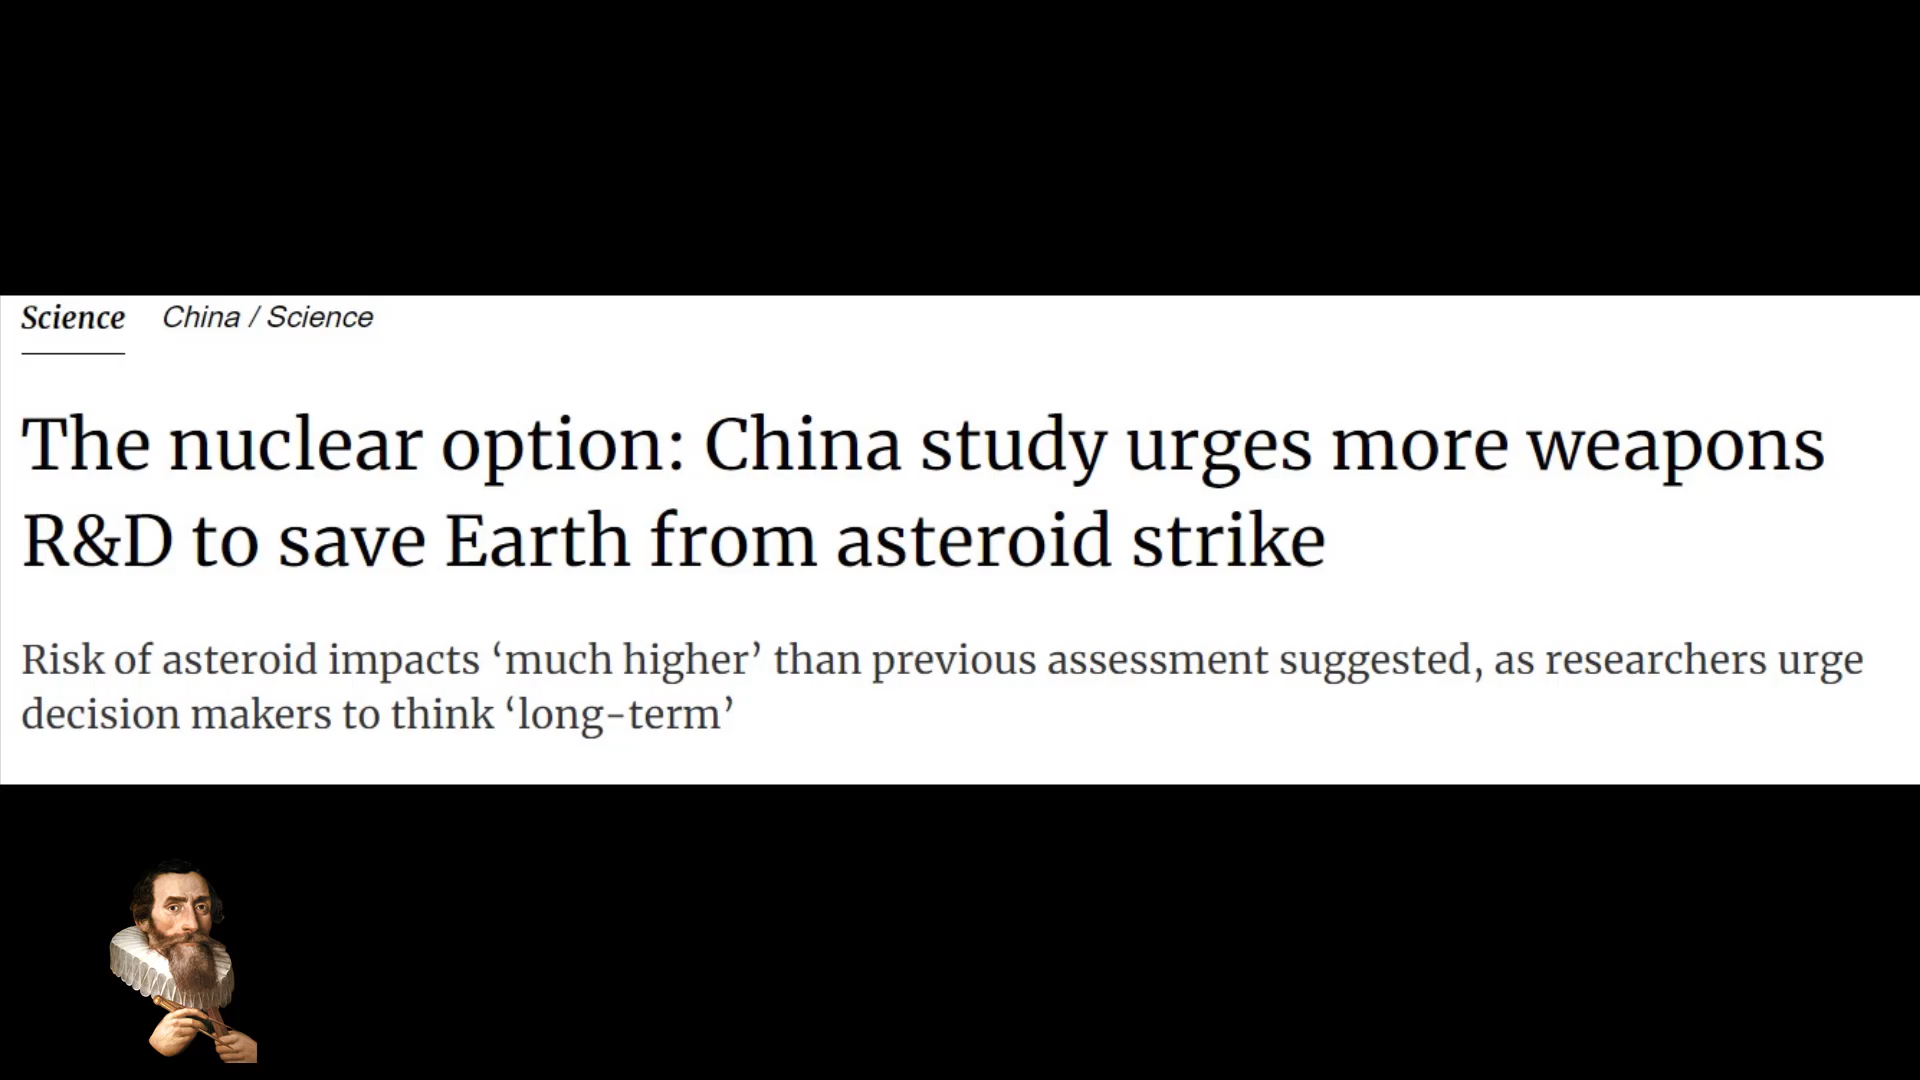 Science China / Science
The nuclear option: China study urges more weapons
R&D to save Earth from asteroid strike
Risk of asteroid impacts ‘much higher’ than previous assessment suggested, as researchers urge
decision makers to think ‘long-term’